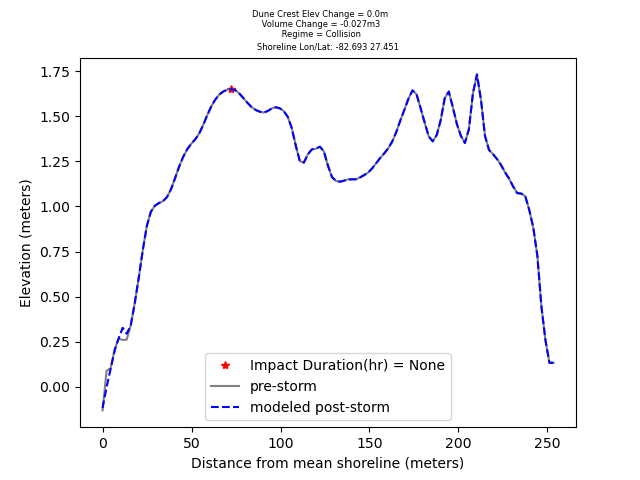 Dune Crest Elev Change = 0.0m
Volume Change = -0.027m3
Regime = Collision
Shoreline Lon/Lat: -82.693 27.451
1.75
1.50
1.25
1.00
0.75
0.50
0.25
0.00
Elevation (meters)
Impact Duration(hr) = None
pre-storm
modeled post-storm
0 50 100 150 200 250
Distance from mean shoreline (meters)